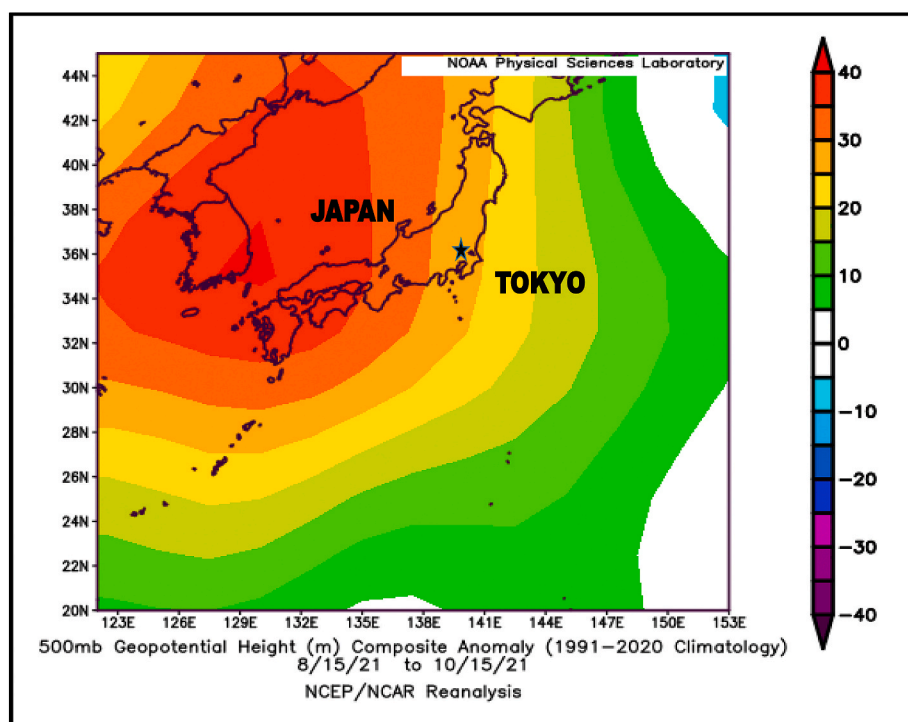 NOAA Physical Sciences Laboratory
44N
42N
40N
38N
36N
34N
32N
30N
28N
26N
24N
22N
20N
JAPAN
TOKYO
123E 126E 129E 132E 135E 138E 141E 144E 147E 150E 153E
40
30
20
10
0
-10
-20
-30
-40
500mb Geopotential Height (m) Composite Anomaly (1991-2020 Climatology)
8/15/21 to 10/15/21
NCEP/NCAR Reanalysis